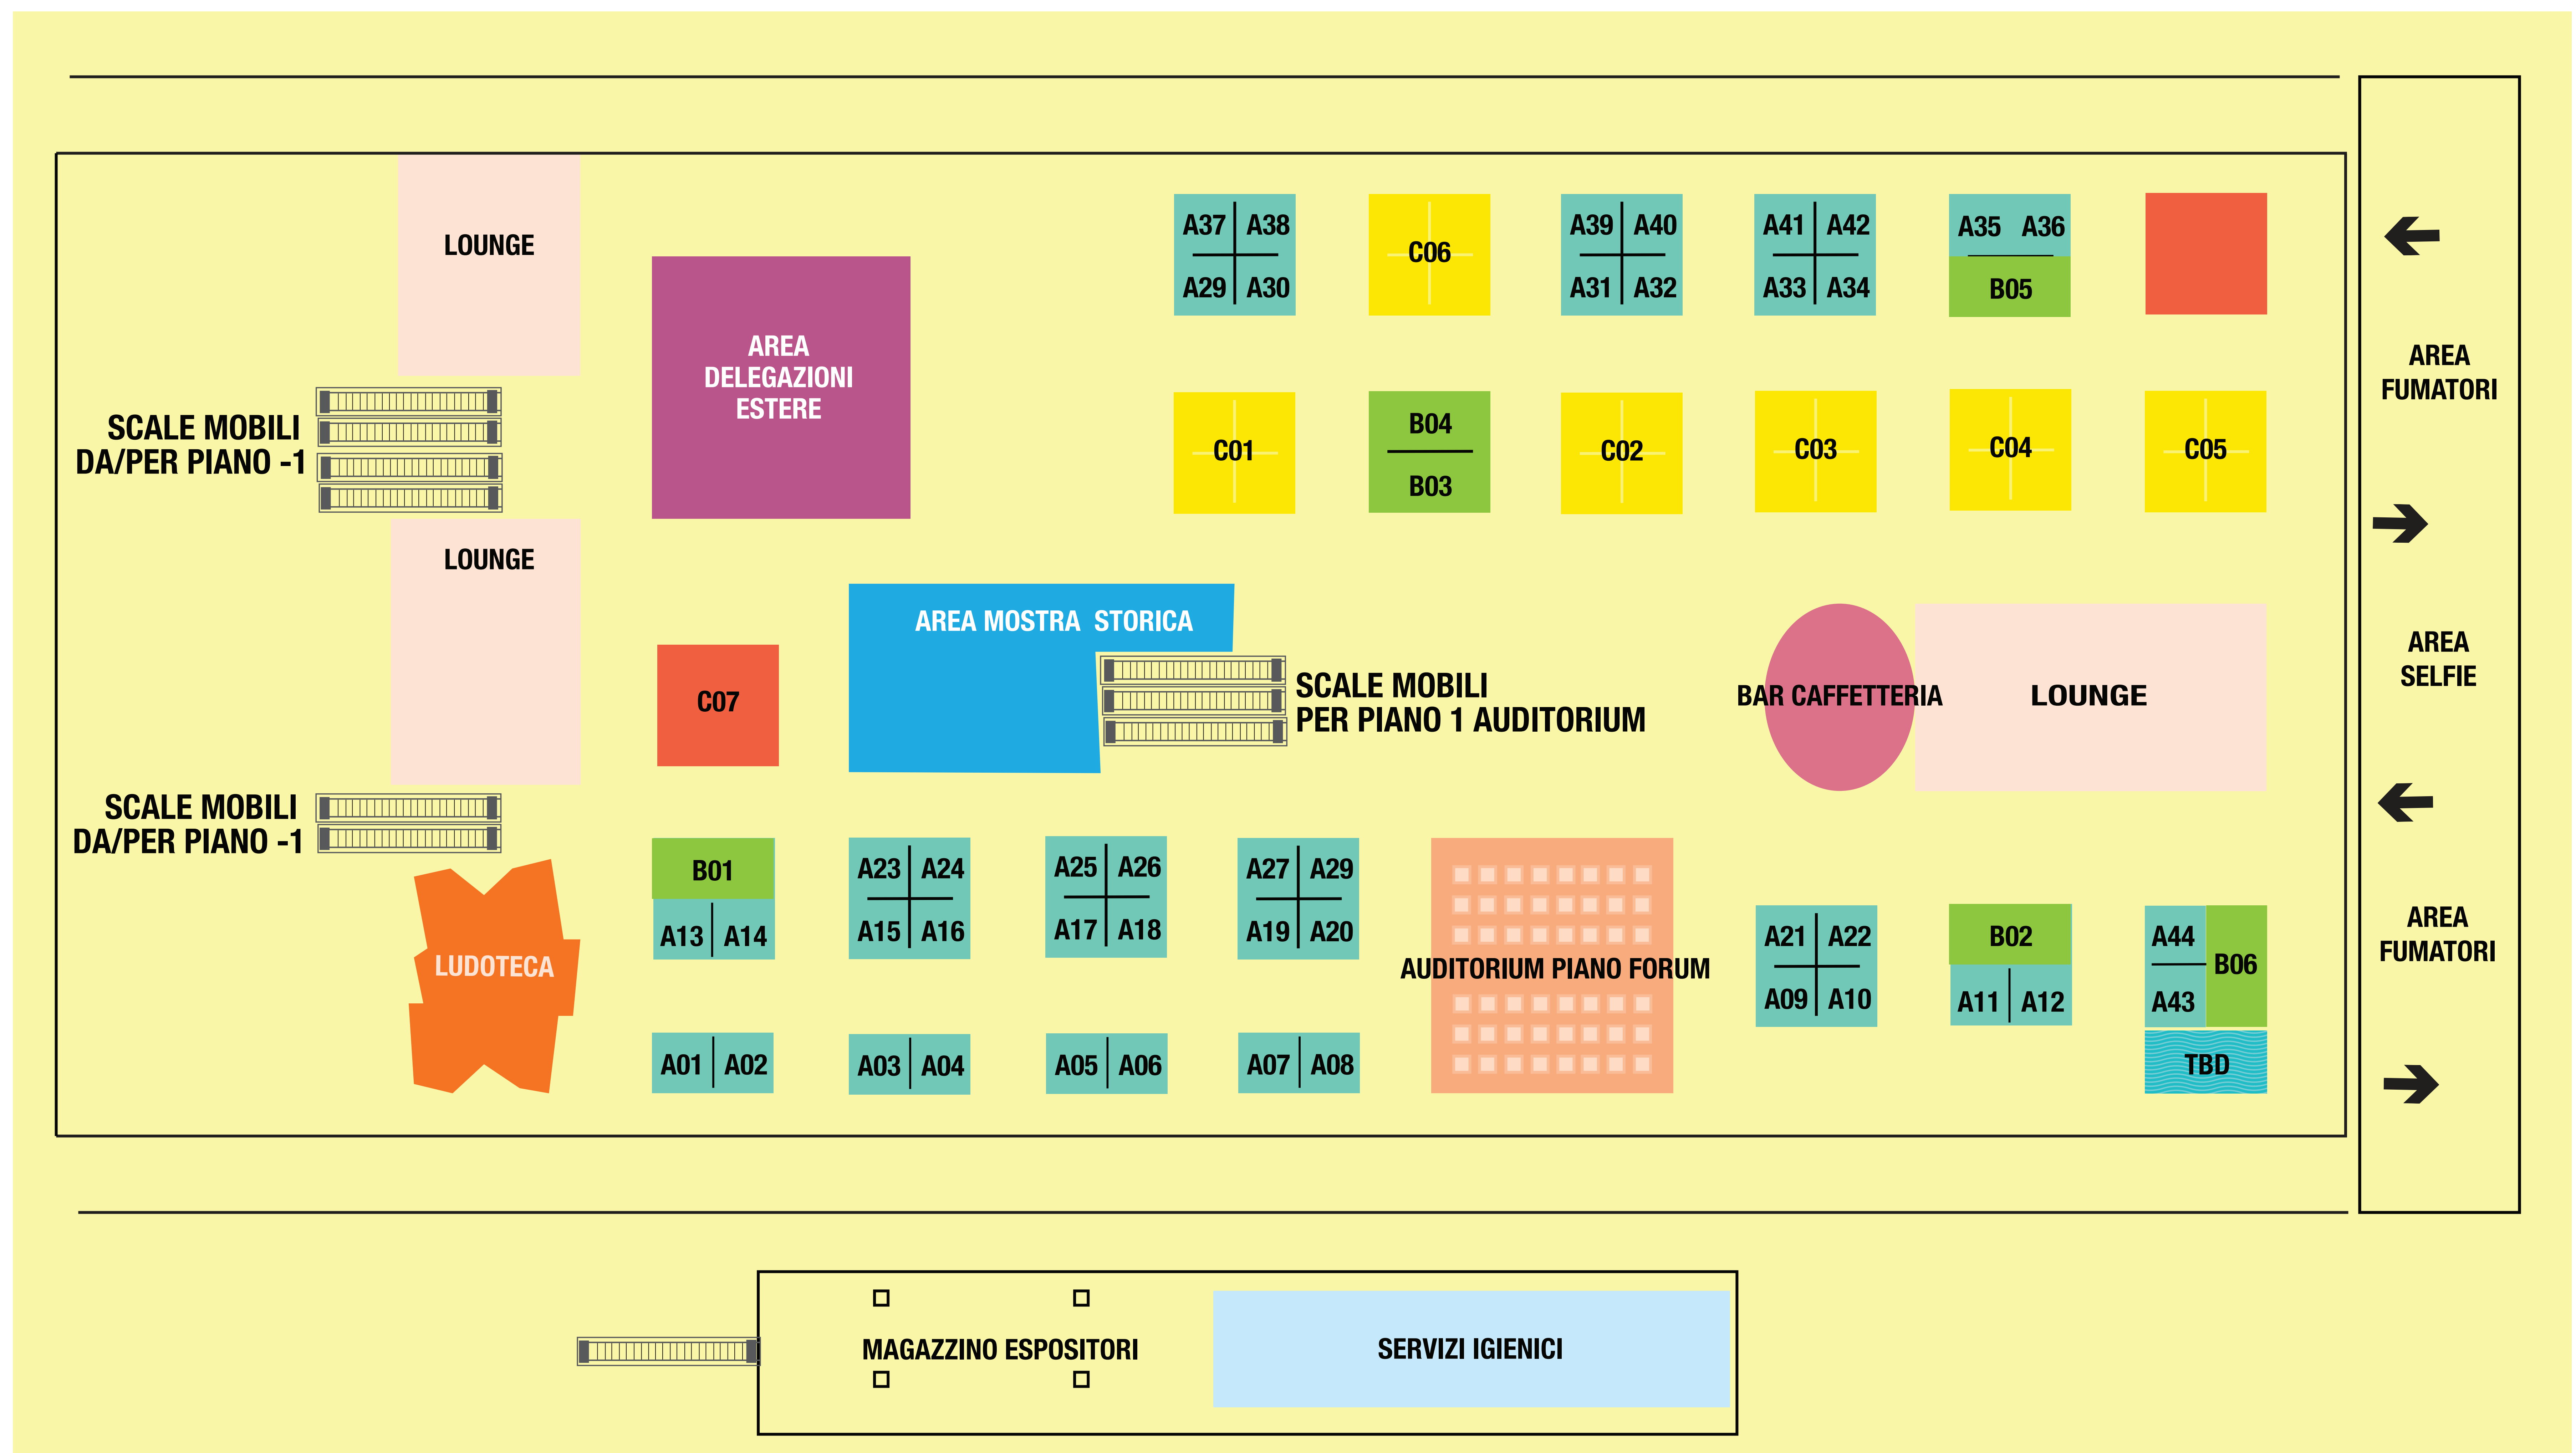 LOUNGE
A37 A38
A29 A30
C06
A39 A40
A31 A32
A41 A42
A33 A34
A35 A36
B05
AREA
DELEGAZIONI
ESTERE
AREA
FUMATORI
SCALE MOBILI
DA/PER PIANO -1
C01
B04
B03
C02
C03
C04
C05
LOUNGE
AREA MOSTRA STORICA
C07
SCALE MOBILI
PER PIANO 1 AUDITORIUM
BAR CAFFETTERIA
LOUNGE
AREA
SELFIE
SCALE MOBILI
DA/PER PIANO -1
LUDOTECA
B01
A13 A14
A23 A24
A15 A16
A25 A26
A17 A18
A27 A29
A19 A20
AUDITORIUM PIANO FORUM
A21 A22
A09 A10
B02
A11 A12
A44
A43
B06
TBD
AREA
FUMATORI
A01 A02
A03 A04
A05 A06
A07 A08
MAGAZZINO ESPOSITORI
SERVIZI IGIENICI